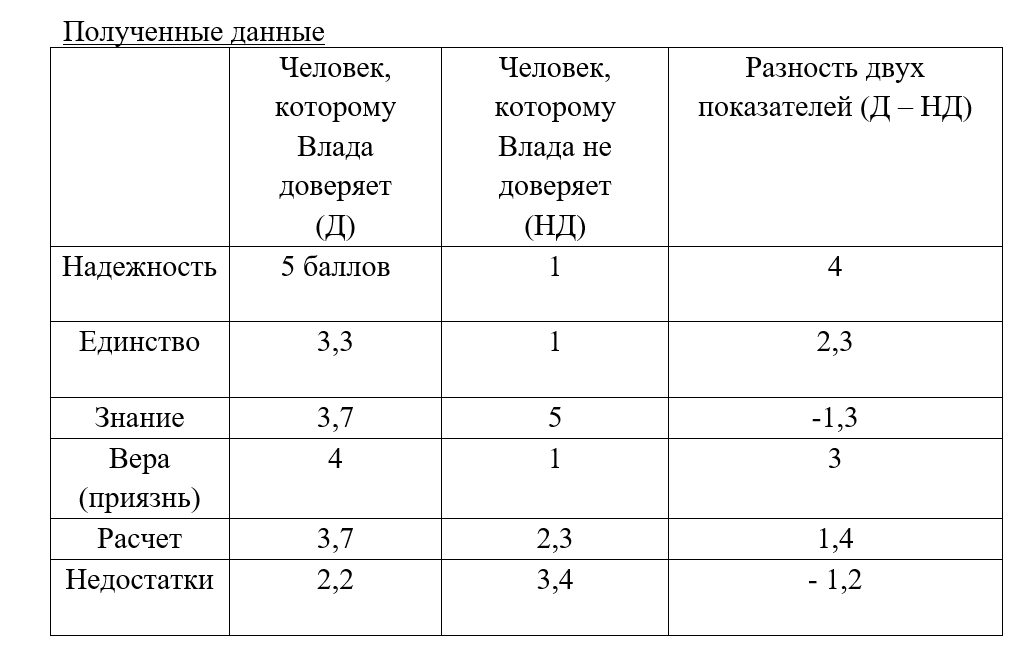 Полученные данные
Человек, которому Влада доверяет (Д) Человек, которому Влада не доверяет (НД) Разность двух показателей (Д – НД)
Надежность 5 баллов 1 4
Единство 3,3 1 2,3
Знание 3,7 5 -1,3
Вера (приязнь) 4 1 3
Расчет 3,7 2,3 1,4
Недостатки 2,2 3,4 - 1,2